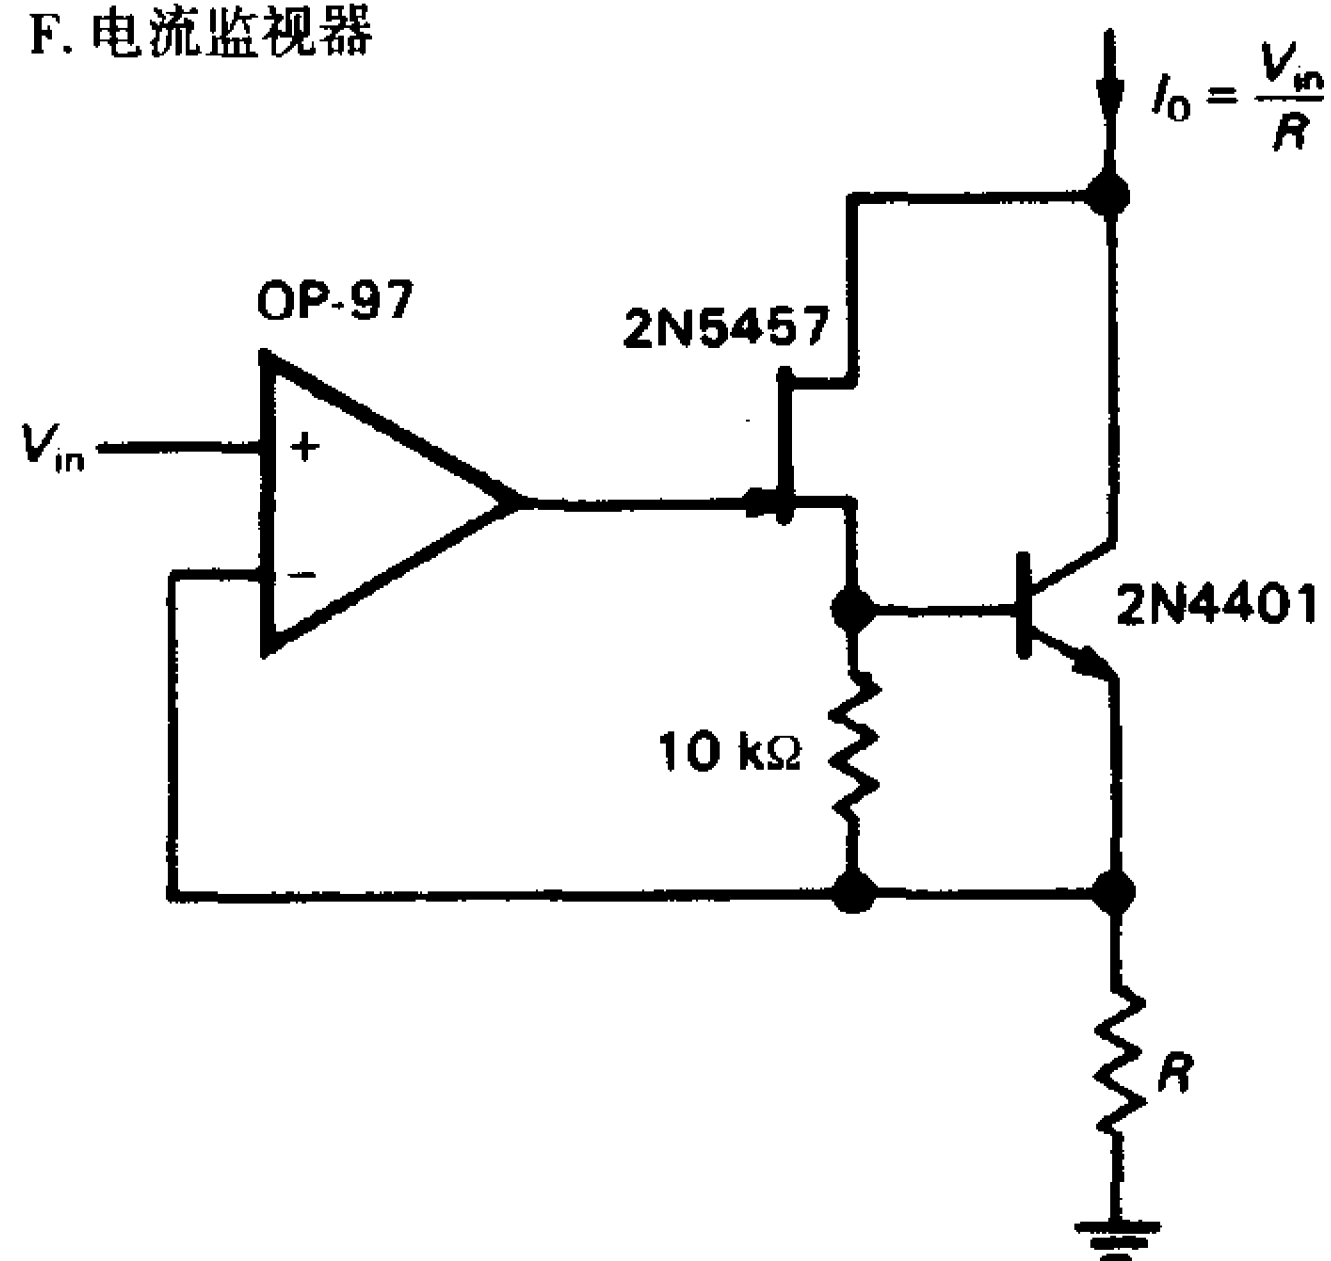 F. 电流监视器
I₀ = Vᵢₙ/R
OP-97
2N5457
Vᵢₙ
+
−
2N4401
10 kΩ
R